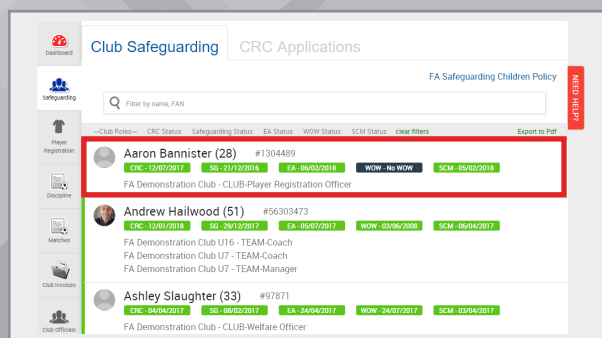 Dashboard
Club Safeguarding
CRC Applications
Safeguarding
FA Safeguarding Children Policy
NEED HELP?
Filter by name, FAN
Player
Registration
—Club Roles— CRC Status Safeguarding Status EA Status WOW Status SCM Status clear filters Export to Pdf
Aaron Bannister (28) #1304489
CRC - 12/07/2017 SG - 21/12/2016 EA - 06/02/2018 WOW - No WOW SCM - 05/02/2018
FA Demonstration Club - CLUB-Player Registration Officer
Discipline
Andrew Hailwood (51) #56303473
CRC - 12/01/2018 SG - 29/12/2017 EA - 05/07/2017 WOW - 03/06/2008 SCM - 06/04/2017
FA Demonstration Club U16 - TEAM-Coach
FA Demonstration Club U7 - TEAM-Coach
FA Demonstration Club U7 - TEAM-Manager
Matches
Club Invoices
Ashley Slaughter (33) #97871
CRC - 04/04/2017 SG - 08/02/2017 EA - 24/04/2017 WOW - 24/07/2017 SCM - 03/04/2017
FA Demonstration Club - CLUB-Welfare Officer
Club Officials